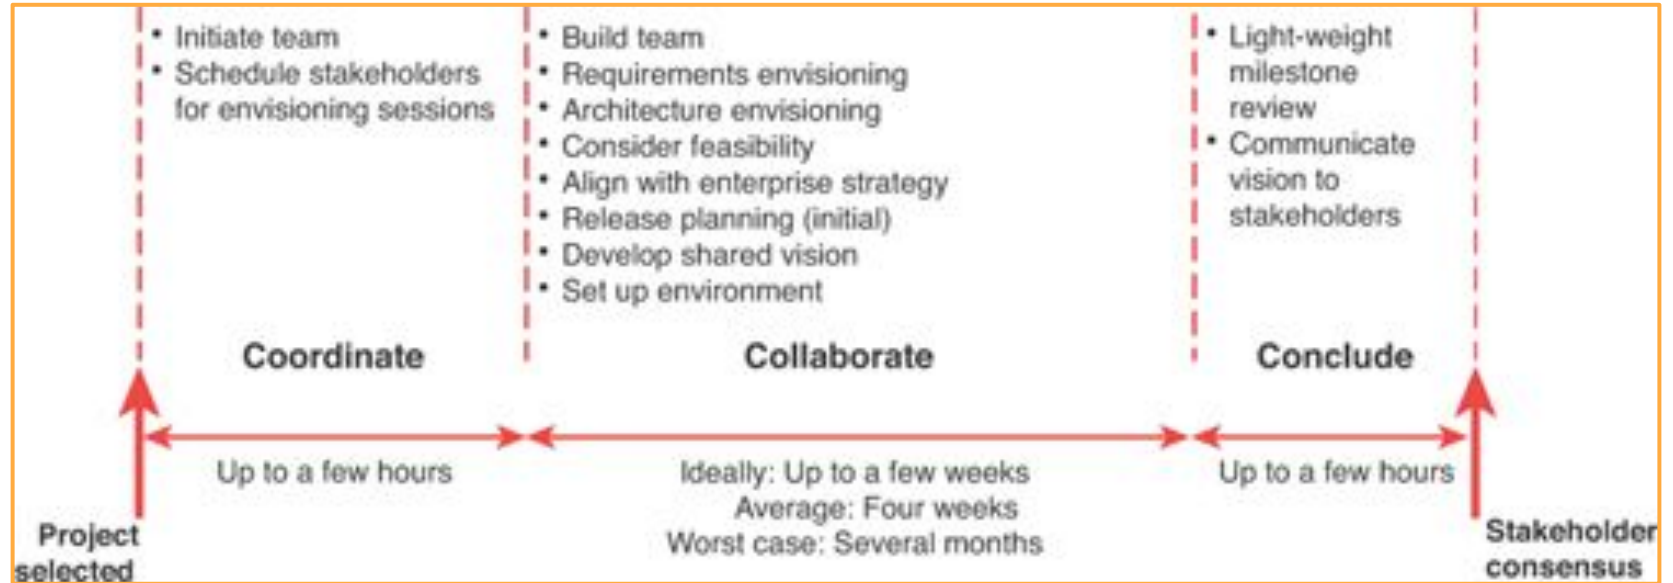 • Initiate team
• Schedule stakeholders
for envisioning sessions
• Build team
• Requirements envisioning
• Architecture envisioning
• Consider feasibility
• Align with enterprise strategy
• Release planning (initial)
• Develop shared vision
• Set up environment
• Light-weight
milestone
review
• Communicate
vision to
stakeholders
Coordinate
Collaborate
Conclude
Up to a few hours
Ideally: Up to a few weeks
Average: Four weeks
Worst case: Several months
Up to a few hours
Project
selected
Stakeholder
consensus